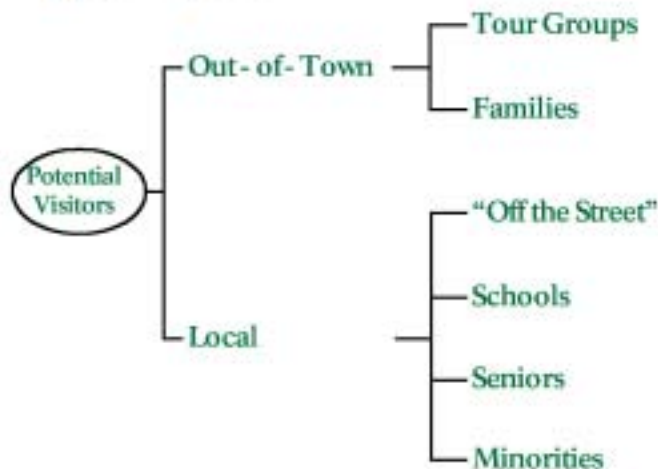 Tour Groups
Out - of - Town
Families
Potential
Visitors
"Off the Street"
Schools
Local
Seniors
Minorities